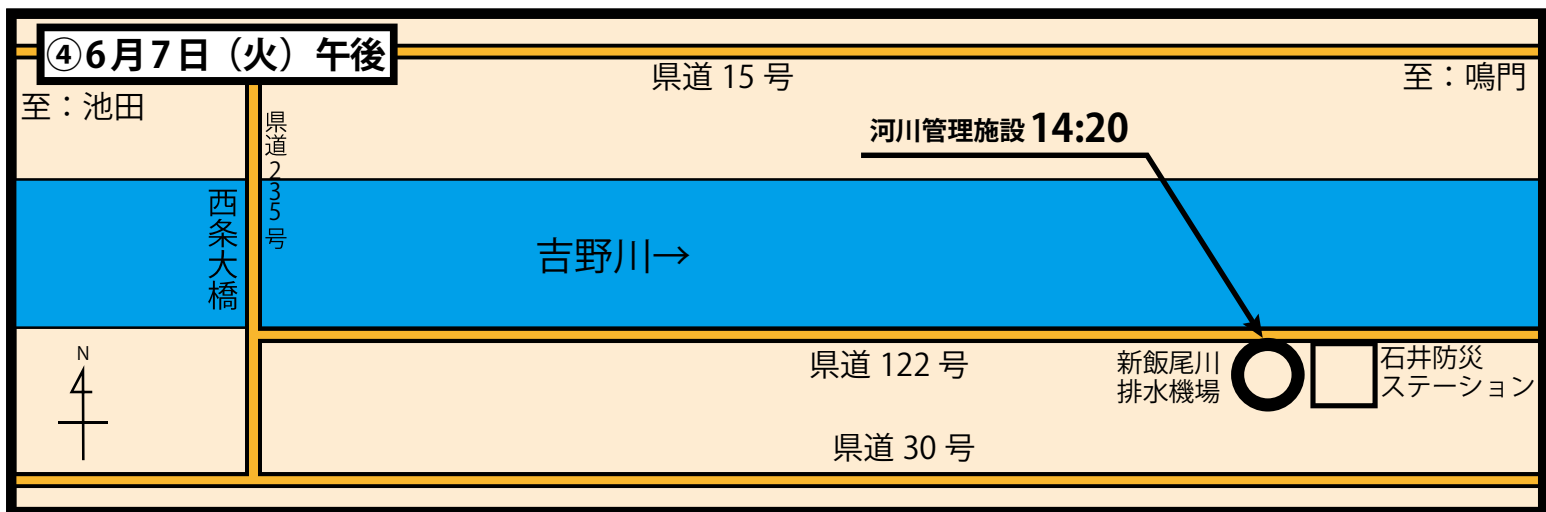 ④6月7日（火）午後
県道 15 号
至：鳴門
至：池田
県道235号
河川管理施設 14:20
西条大橋
吉野川→
N
県道 122 号
新飯尾川
排水機場
石井防災
ステーション
県道 30 号